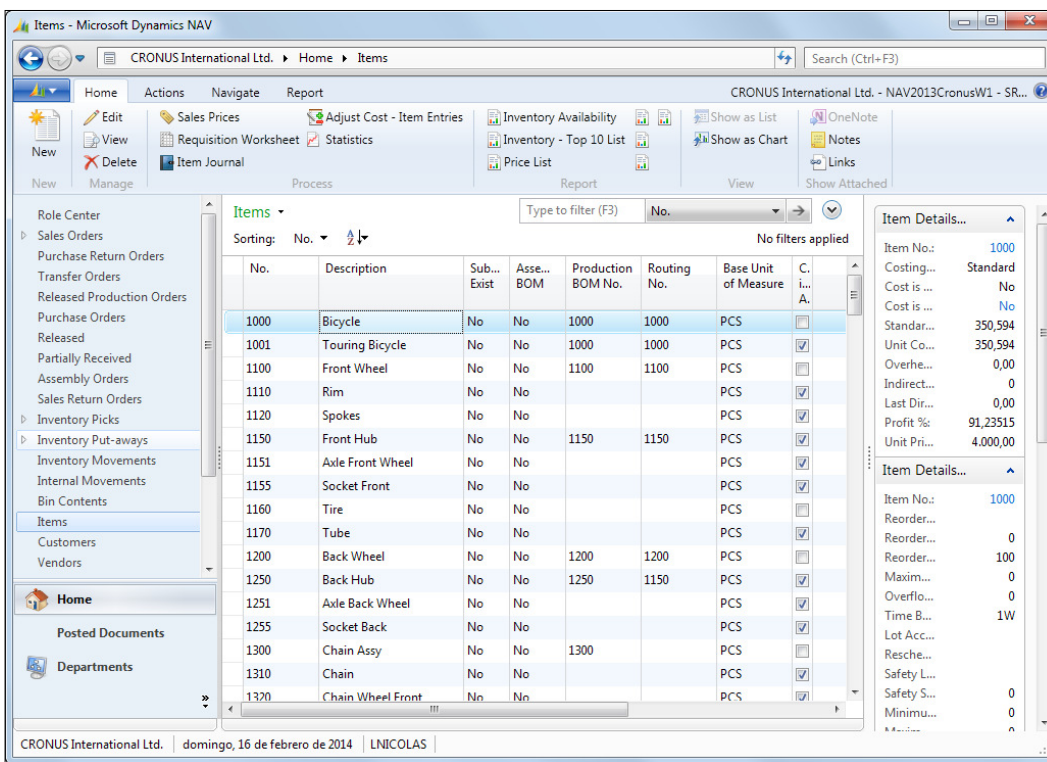 Items - Microsoft Dynamics NAV
CRONUS International Ltd. ▸ Home ▸ Items
Search (Ctrl+F3)
Home Actions Navigate Report
CRONUS International Ltd. - NAV2013CronusW1 - SR...
New
Edit
View
Delete
Sales Prices
Requisition Worksheet
Item Journal
Adjust Cost - Item Entries
Statistics
Inventory Availability
Inventory - Top 10 List
Price List
Show as List
Show as Chart
OneNote
Notes
Links
New Manage Process Report View Show Attached
Role Center
Sales Orders
Purchase Return Orders
Transfer Orders
Released Production Orders
Purchase Orders
Released
Partially Received
Assembly Orders
Sales Return Orders
Inventory Picks
Inventory Put-aways
Inventory Movements
Internal Movements
Bin Contents
Items
Customers
Vendors
Home
Posted Documents
Departments
Items
Type to filter (F3) No.
Sorting: No. No filters applied
No. Description Sub... Exist Asse... BOM Production BOM No. Routing No. Base Unit of Measure C. i... A.
1000 Bicycle No No 1000 1000 PCS
1001 Touring Bicycle No No 1000 1000 PCS
1100 Front Wheel No No 1100 1100 PCS
1110 Rim No No PCS
1120 Spokes No No PCS
1150 Front Hub No No 1150 1150 PCS
1151 Axle Front Wheel No No PCS
1155 Socket Front No No PCS
1160 Tire No No PCS
1170 Tube No No PCS
1200 Back Wheel No No 1200 1200 PCS
1250 Back Hub No No 1250 1150 PCS
1251 Axle Back Wheel No No PCS
1255 Socket Back No No PCS
1300 Chain Assy No No 1300 PCS
1310 Chain No No PCS
1320 Chain Wheel Front No No PCS
Item Details...
Item No.: 1000
Costing... Standard
Cost is ... No
Cost is ... No
Standar... 350,594
Unit Co... 350,594
Overhe... 0,00
Indirect... 0
Last Dir... 0,00
Profit %: 91,23515
Unit Pri... 4.000,00
Item Details...
Item No.: 1000
Reorder...
Reorder... 0
Reorder... 100
Maxim... 0
Overflo... 0
Time B... 1W
Lot Acc...
Resche...
Safety L...
Safety S... 0
Minimu... 0
CRONUS International Ltd. domingo, 16 de febrero de 2014 LNICOLAS